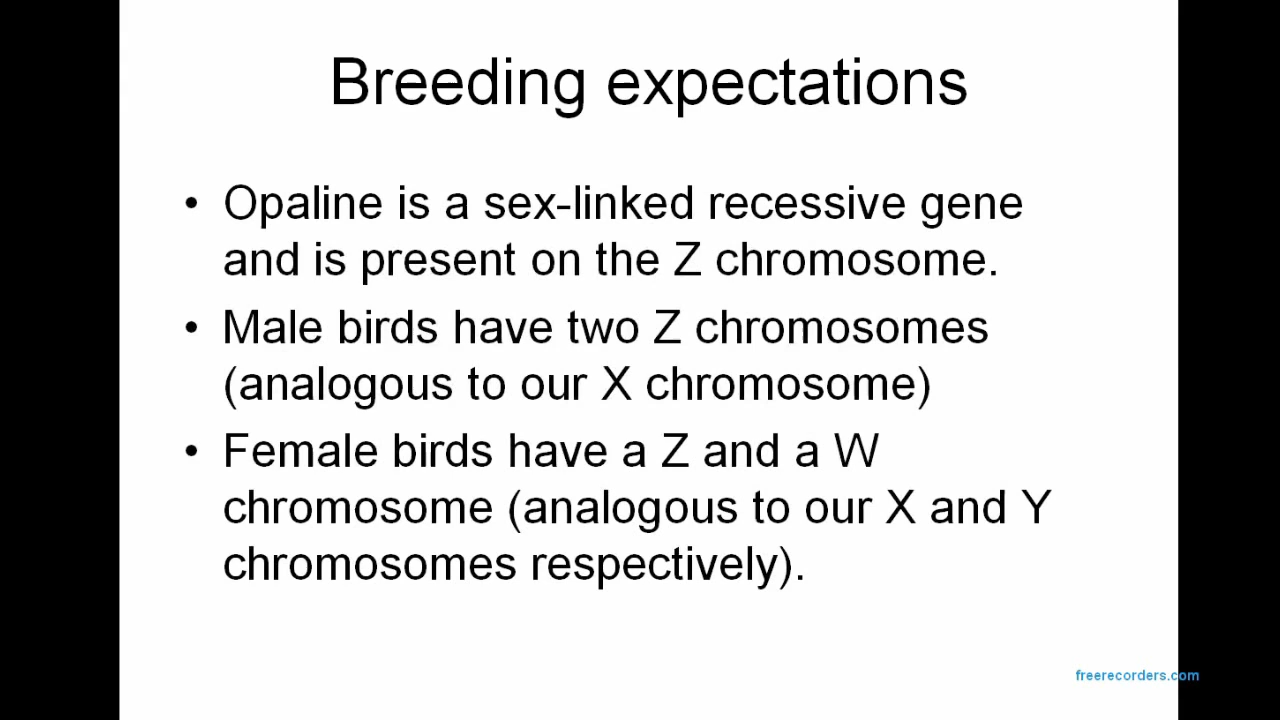 Breeding expectations
• Opaline is a sex-linked recessive gene
and is present on the Z chromosome.
• Male birds have two Z chromosomes
(analogous to our X chromosome)
• Female birds have a Z and a W
chromosome (analogous to our X and Y
chromosomes respectively).
freerecorders.com